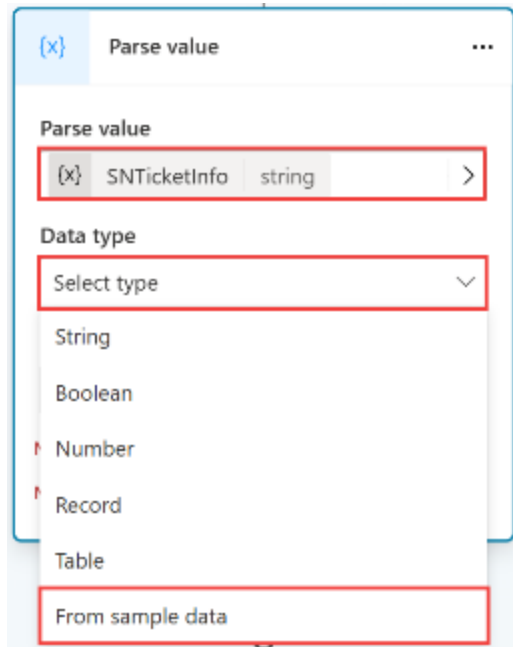 {x} Parse value ...
Parse value
{x} SNTicketInfo string >
Data type
Select type
String
Boolean
Number
Record
Table
From sample data